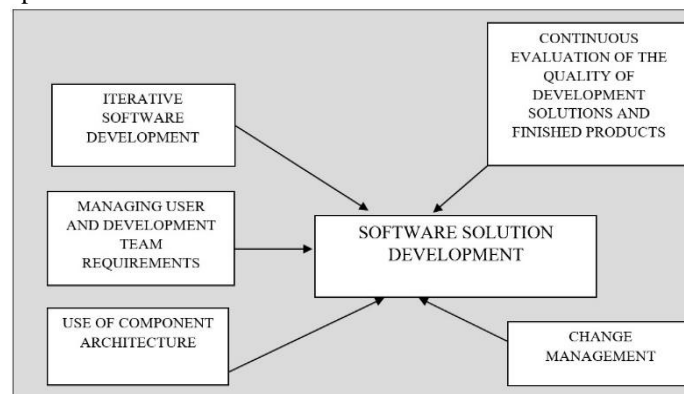 ITERATIVE
SOFTWARE
DEVELOPMENT
CONTINUOUS
EVALUATION OF THE
QUALITY OF
DEVELOPMENT
SOLUTIONS AND
FINISHED PRODUCTS
MANAGING USER
AND DEVELOPMENT
TEAM
REQUIREMENTS
SOFTWARE SOLUTION
DEVELOPMENT
USE OF COMPONENT
ARCHITECTURE
CHANGE
MANAGEMENT